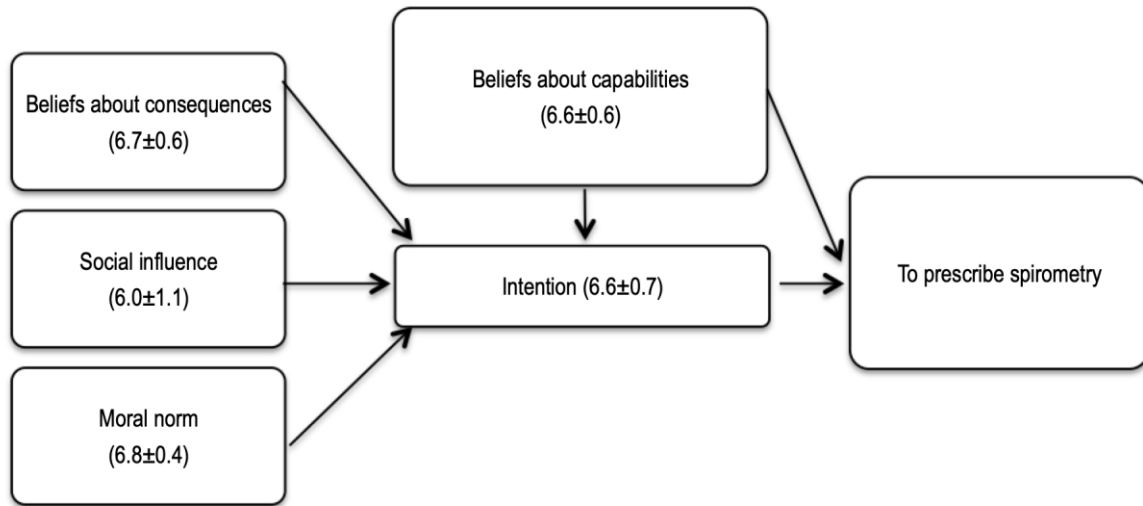 Beliefs about consequences
(6.7±0.6)
Beliefs about capabilities
(6.6±0.6)
Social influence
(6.0±1.1)
Intention (6.6±0.7)
To prescribe spirometry
Moral norm
(6.8±0.4)